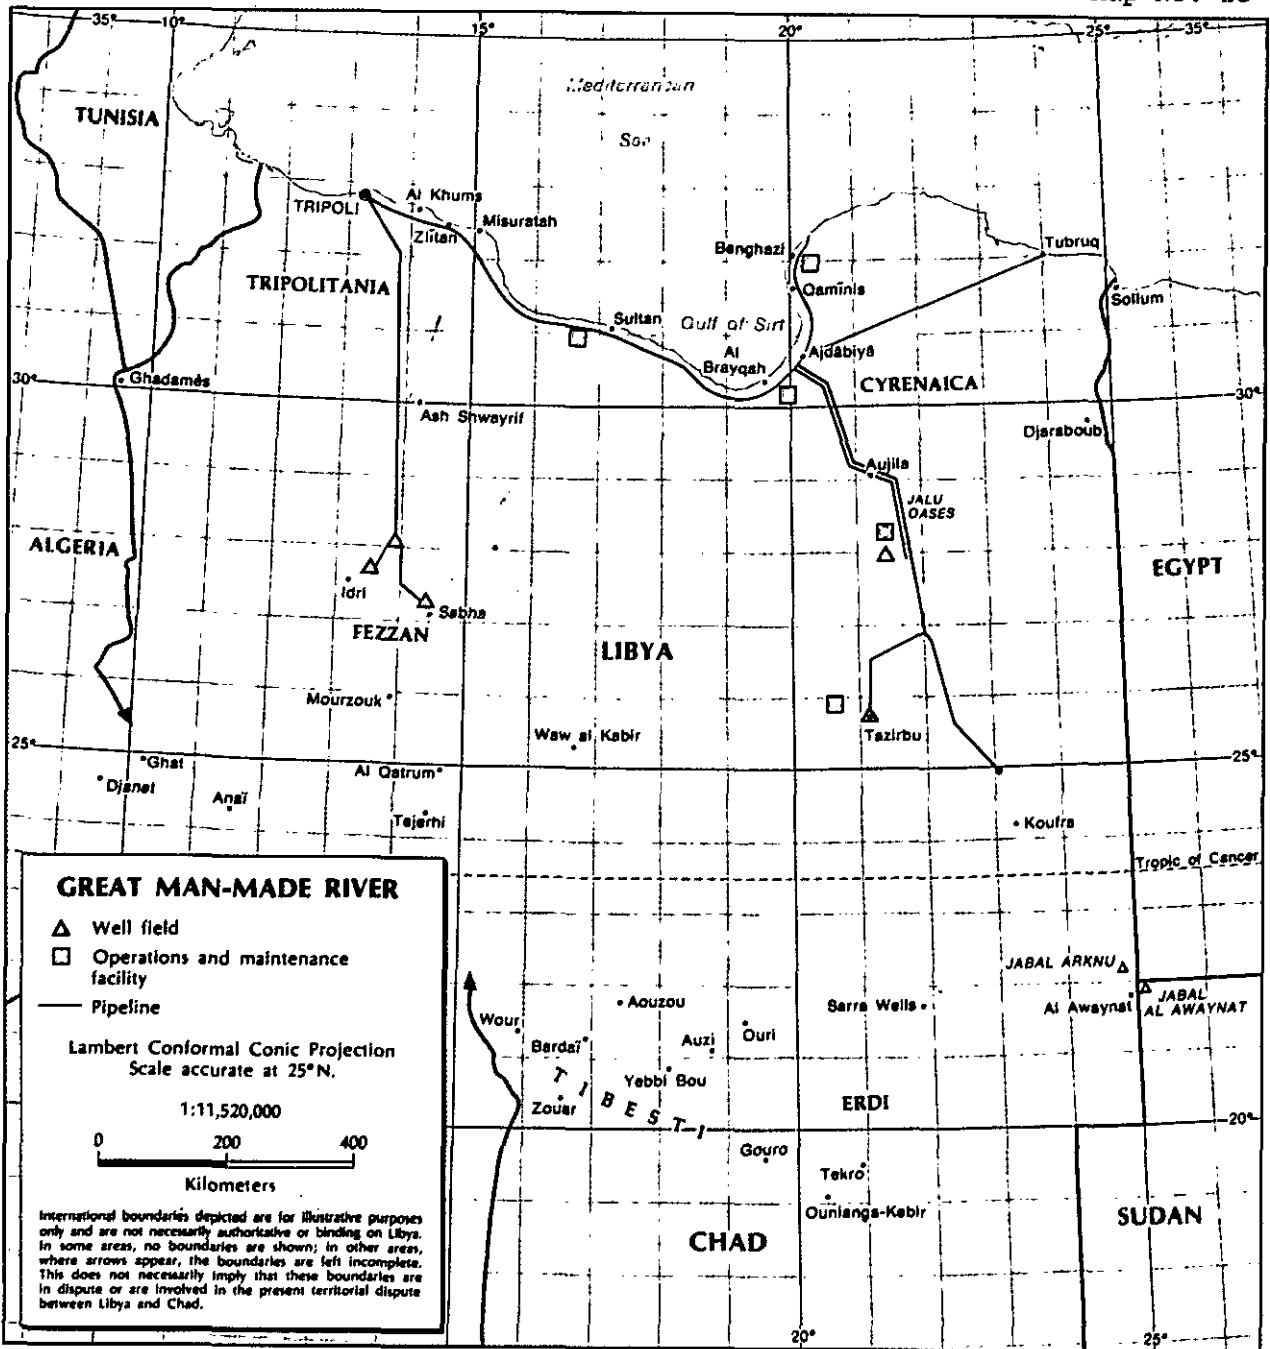 35°
10°
15°
20°
25°
35°
Mediterranean
Sea
TUNISIA
TRIPOLI
Al Khums
Zlītan
Misuratah
Banghazi
Qamīnis
Tubruq
Sollum
TRIPOLITANIA
Sultan
Gulf of Sirt
Al
Brayqah
Ajdābiyā
CYRENAICA
30°
Ghadamès
Ash Shwayrif
30°
Djaraboub
Aujila
JALU
OASES
ALGERIA
EGYPT
Idri
Sabha
FEZZAN
LIBYA
Mourzouk
Waw al Kabir
Tazirbu
25°
25°
Ghat
Djanet
Anaï
Al Qatrum
Tejerhi
Koufra
Tropic of Cancer
GREAT MAN-MADE RIVER
Well field
Operations and maintenance
facility
Pipeline
Lambert Conformal Conic Projection
Scale accurate at 25°N.
1:11,520,000
0 200 400
Kilometers
International boundaries depicted are for illustrative purposes
only and are not necessarily authoritative or binding on Libya.
In some areas, no boundaries are shown; in other areas,
where arrows appear, the boundaries are left incomplete.
This does not necessarily imply that these boundaries are
in dispute or are involved in the present territorial dispute
between Libya and Chad.
JABAL ARKNU
Al Awaynat
JABAL
AL AWAYNAT
Aouzou
Sarra Wells
Wour
Bardaï
Auzi
Ouri
Yebbi Bou
Zouar
TIBESTI
ERDI
20°
Gouro
Tekro
Ounianga-Kebir
CHAD
SUDAN
20°
25°